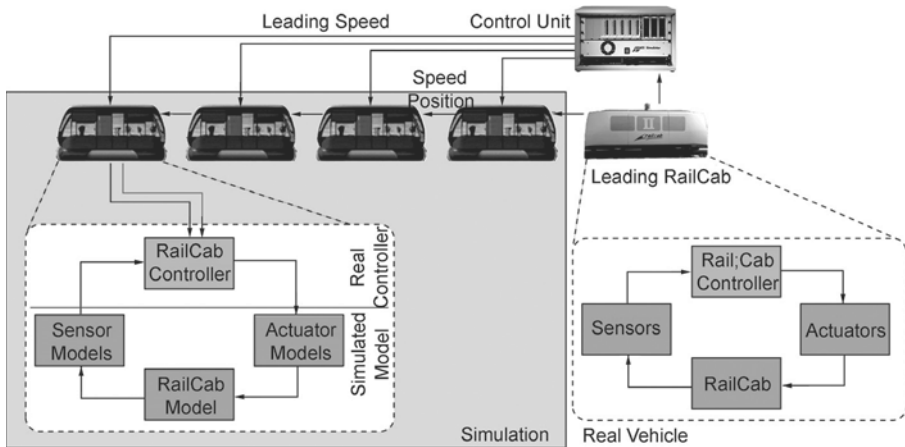 Leading Speed
Control Unit
Speed
Position
Leading RailCab
RailCab
Controller
Real
Controller
Sensor
Models
Actuator
Models
Simulated
Model
RailCab
Model
Simulation
Rail;Cab
Controller
Sensors
Actuators
RailCab
Real Vehicle